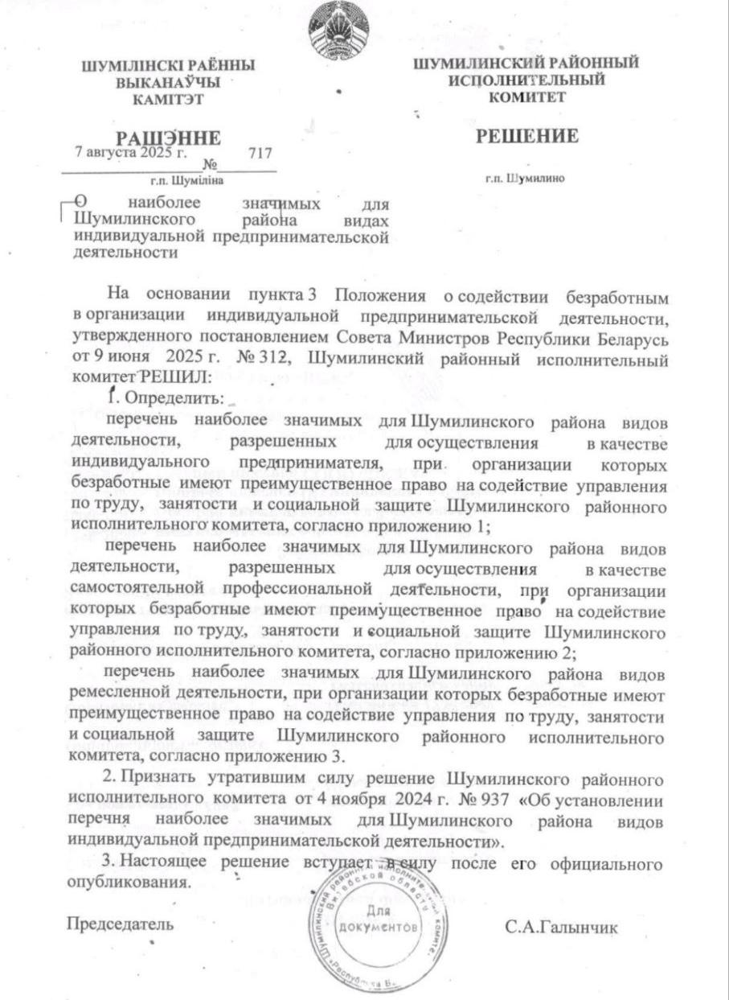 ШУМІЛІНСКІ РАЁННЫ
ВЫКАНАЎЧЫ
КАМІТЭТ
РАШЭННЕ
7 августа 2025 г.
№ 717
г.п. Шуміліна
ШУМИЛИНСКИЙ РАЙОННЫЙ
ИСПОЛНИТЕЛЬНЫЙ
КОМИТЕТ
РЕШЕНИЕ
г.п. Шумилино
О наиболее значимых для
Шумилинского района видах
индивидуальной предпринимательской
деятельности
На основании пункта 3 Положения о содействии безработным
в организации индивидуальной предпринимательской деятельности,
утвержденного постановлением Совета Министров Республики Беларусь
от 9 июня 2025 г. № 312, Шумилинский районный исполнительный
комитет РЕШИЛ:
1. Определить:
перечень наиболее значимых для Шумилинского района видов
деятельности, разрешенных для осуществления в качестве
индивидуального предпринимателя, при организации которых
безработные имеют преимущественное право на содействие управления
по труду, занятости и социальной защите Шумилинского районного
исполнительного комитета, согласно приложению 1;
перечень наиболее значимых для Шумилинского района видов
деятельности, разрешенных для осуществления в качестве
самостоятельной профессиональной деятельности, при организации
которых безработные имеют преимущественное право на содействие
управления по труду, занятости и социальной защите Шумилинского
районного исполнительного комитета, согласно приложению 2;
перечень наиболее значимых для Шумилинского района видов
ремесленной деятельности, при организации которых безработные имеют
преимущественное право на содействие управления по труду, занятости
и социальной защите Шумилинского районного исполнительного
комитета, согласно приложению 3.
2. Признать утратившим силу решение Шумилинского районного
исполнительного комитета от 4 ноября 2024 г. № 937 «Об установлении
перечня наиболее значимых для Шумилинского района видов
индивидуальной предпринимательской деятельности».
3. Настоящее решение вступает в силу после его официального
опубликования.
Председатель
С.А.Галынчик
Витебской области
Для
документов